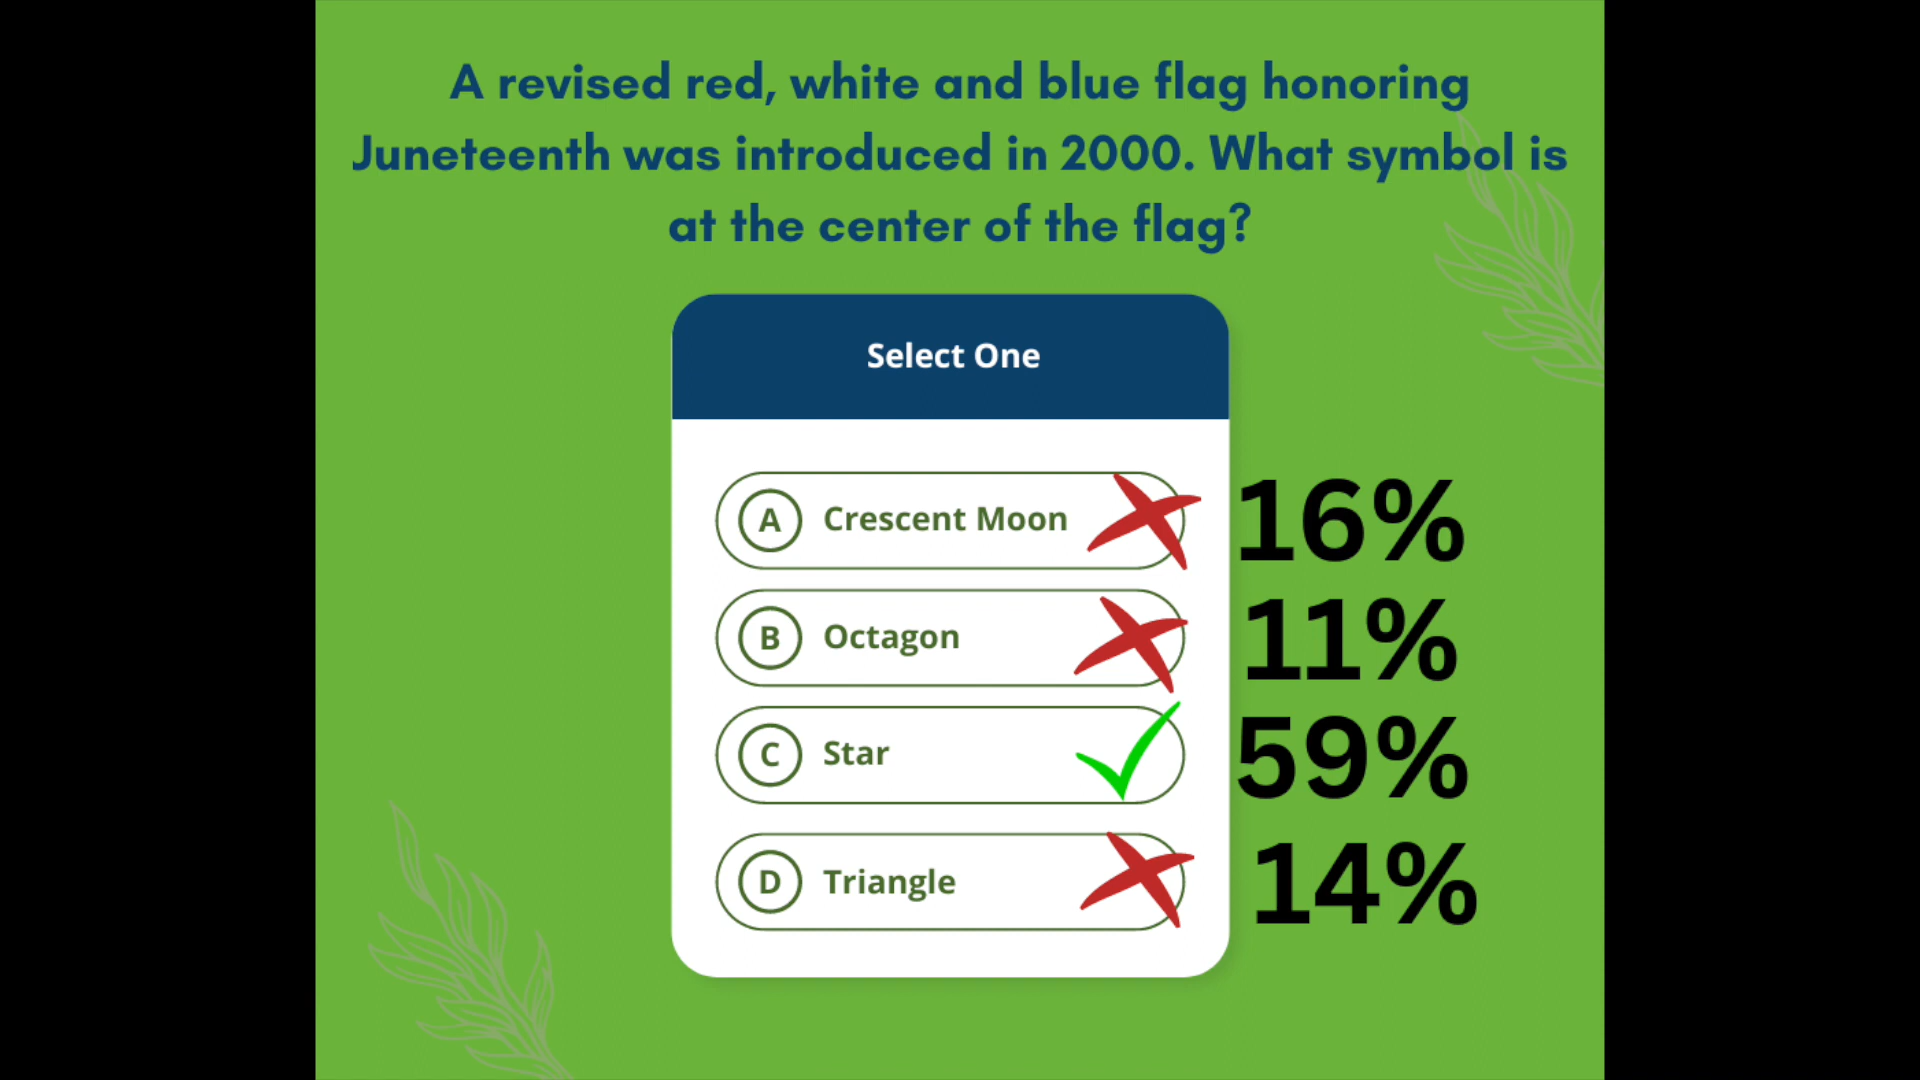 A revised red, white and blue flag honoring
Juneteenth was introduced in 2000. What symbol is
at the center of the flag?
Select One
A Crescent Moon 16%
B Octagon 11%
C Star 59%
D Triangle 14%